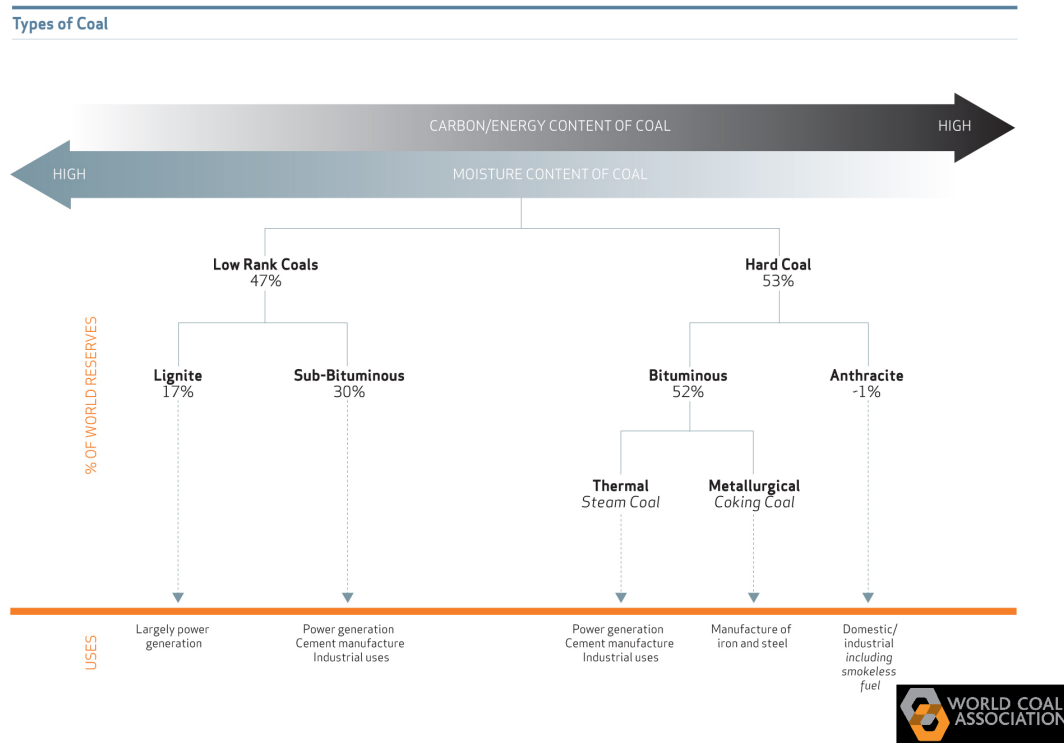 Types of Coal
CARBON/ENERGY CONTENT OF COAL
HIGH
HIGH
MOISTURE CONTENT OF COAL
Low Rank Coals
47%
Hard Coal
53%
% OF WORLD RESERVES
Lignite
17%
Sub-Bituminous
30%
Bituminous
52%
Anthracite
~1%
Thermal
Steam Coal
Metallurgical
Coking Coal
USES
Largely power
generation
Power generation
Cement manufacture
Industrial uses
Power generation
Cement manufacture
Industrial uses
Manufacture of
iron and steel
Domestic/
industrial
including
smokeless
fuel
WORLD COAL
ASSOCIATION